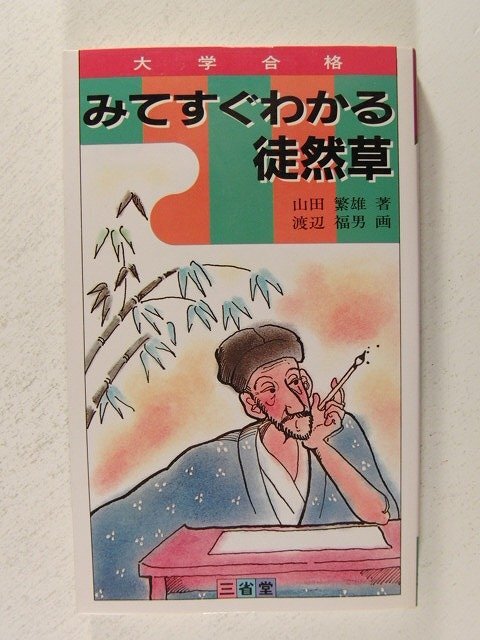 大学合格
みてすぐわかる
徒然草
山田 繁雄 著
渡辺 福男 画
三省堂